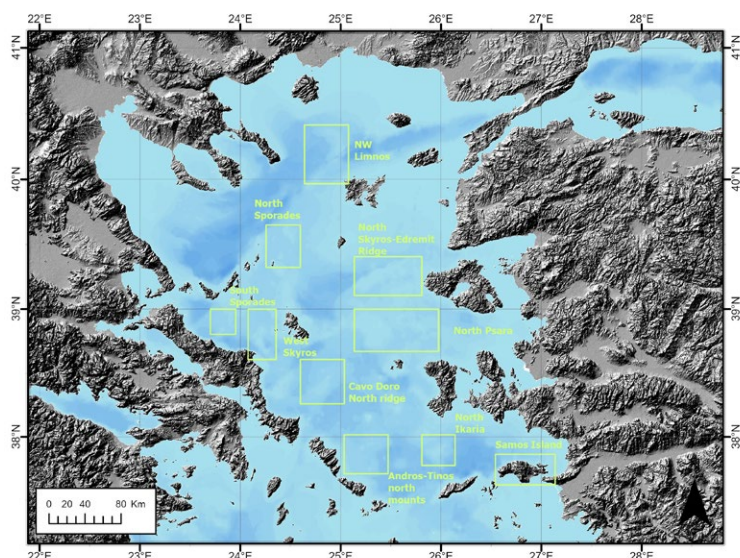 22°E 23°E 24°E 25°E 26°E 27°E 28°E
41°N 41°N
NW
Limnos
40°N 40°N
North
Sporades
North
Skyros-Edremit
Ridge
39°N 39°N
South
Sporades
North Psara
West
Skyros
Cavo Doro
North ridge
38°N 38°N
North
Ikaria
Samos Island
Andros-Tinos
north
mounts
0 20 40 80 Km
22°E 23°E 24°E 25°E 26°E 27°E 28°E